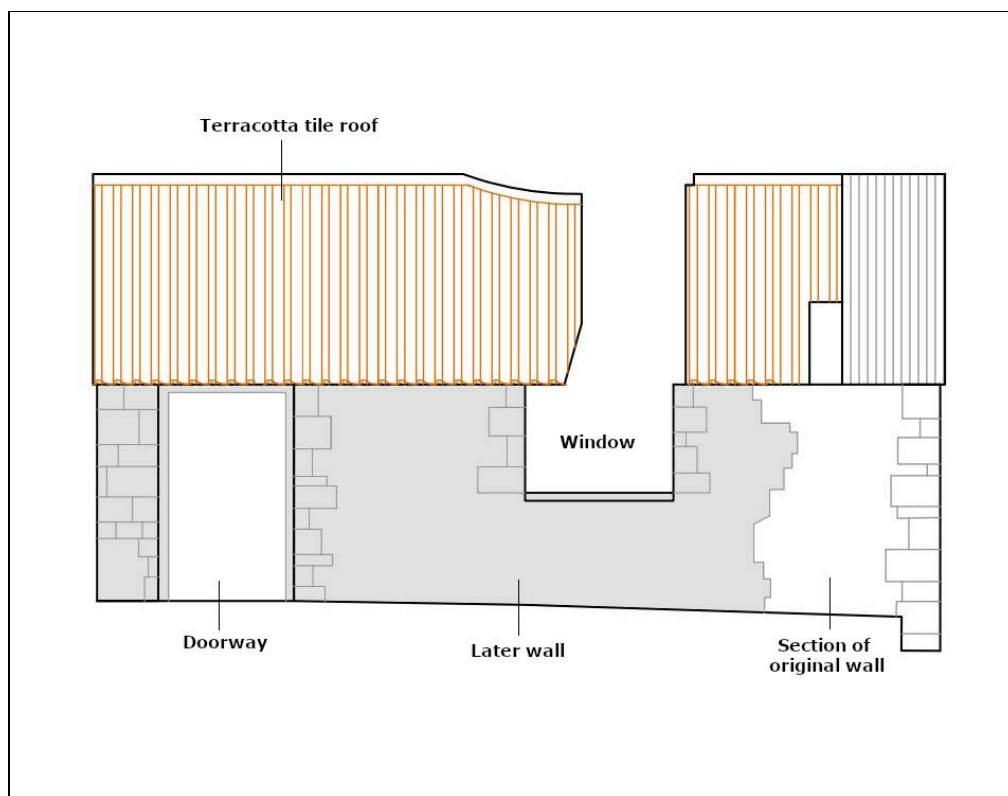 Terracotta tile roof
Window
Doorway
Later wall
Section of
original wall